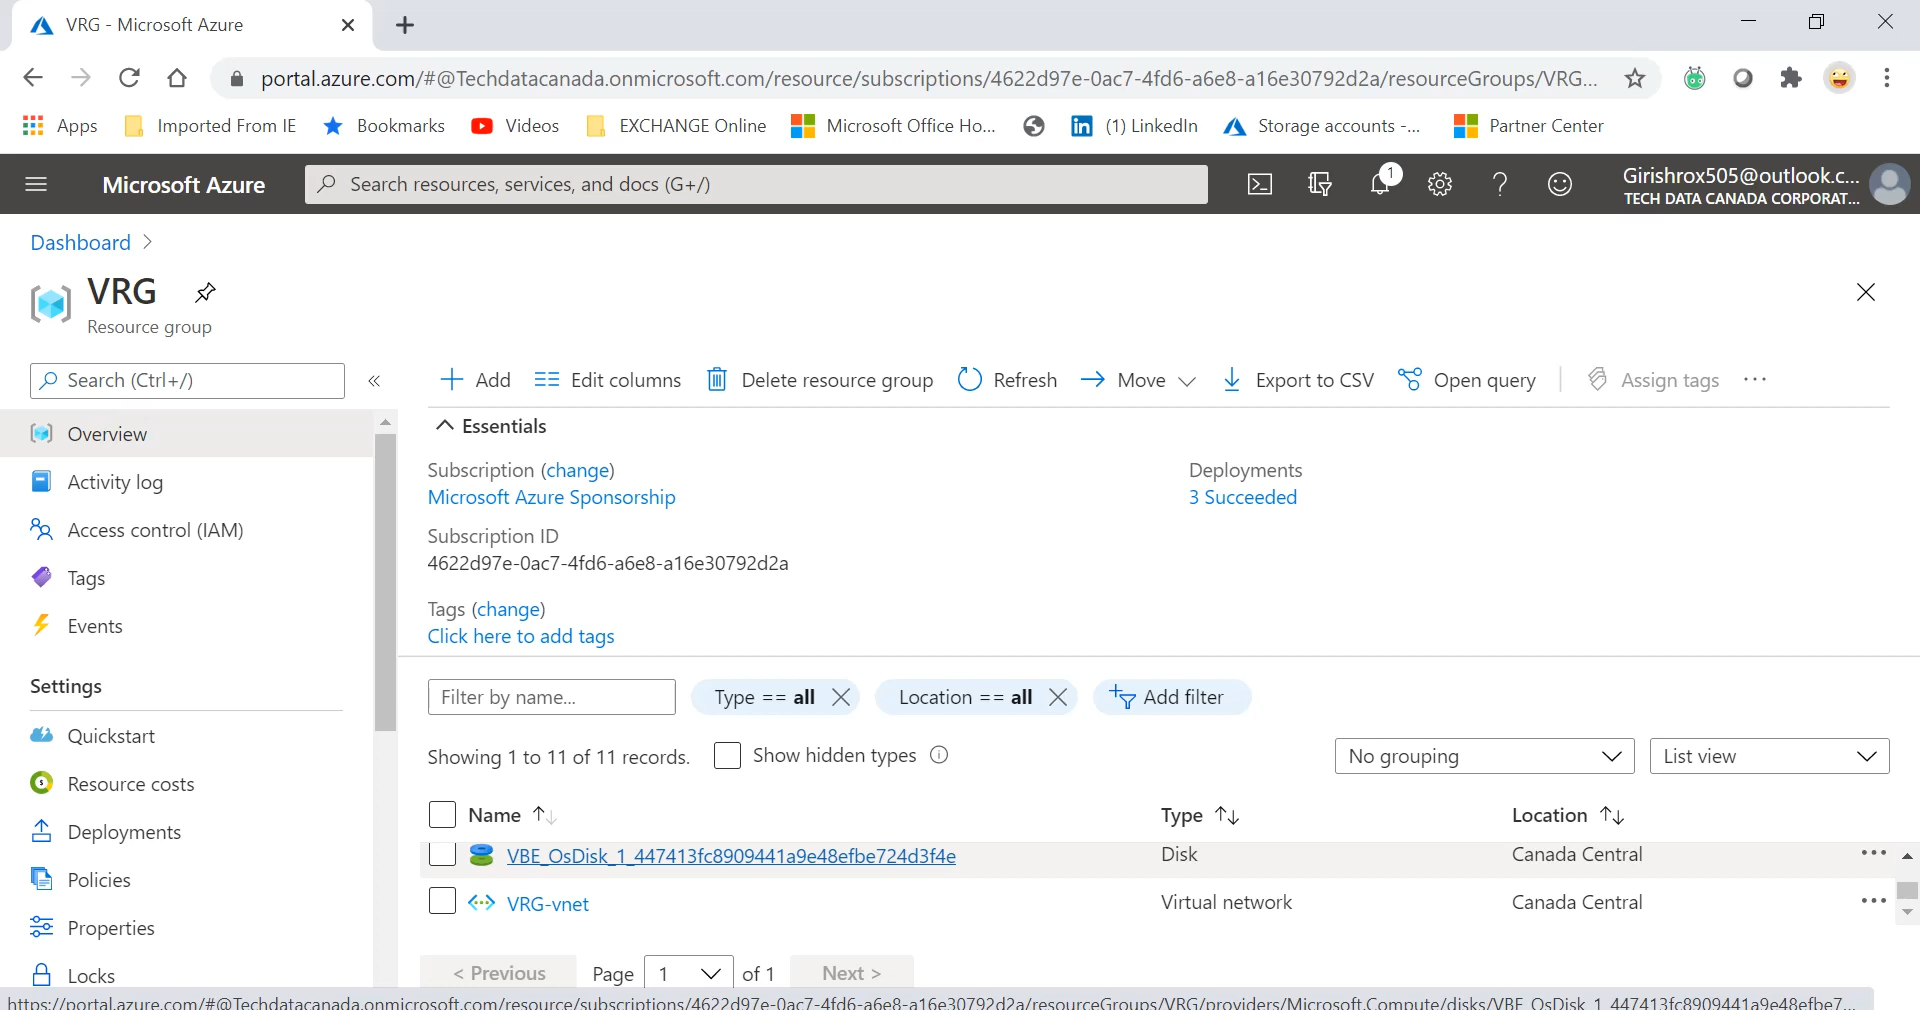 VRG - Microsoft Azure
portal.azure.com/#@Techdatacanada.onmicrosoft.com/resource/subscriptions/4622d97e-0ac7-4fd6-a6e8-a16e30792d2a/resourceGroups/VRG...
Apps Imported From IE Bookmarks Videos EXCHANGE Online Microsoft Office Ho... (1) LinkedIn Storage accounts -... Partner Center
Microsoft Azure Search resources, services, and docs (G+/) 1 Girishrox505@outlook.c...
TECH DATA CANADA CORPORAT...
Dashboard >
VRG
Resource group
Search (Ctrl+/) «
Add Edit columns Delete resource group Refresh Move Export to CSV Open query Assign tags ...
Overview
Activity log
Access control (IAM)
Tags
Events
Settings
Quickstart
Resource costs
Deployments
Policies
Properties
Locks
Essentials
Subscription (change)
Microsoft Azure Sponsorship
Subscription ID
4622d97e-0ac7-4fd6-a6e8-a16e30792d2a
Tags (change)
Click here to add tags
Deployments
3 Succeeded
Filter by name... Type == all Location == all Add filter
Showing 1 to 11 of 11 records. Show hidden types No grouping List view
Name Type Location
VBE_OsDisk_1_447413fc8909441a9e48efbe724d3f4e Disk Canada Central ...
VRG-vnet Virtual network Canada Central ...
< Previous Page 1 of 1 Next >
https://portal.azure.com/#@Techdatacanada.onmicrosoft.com/resource/subscriptions/4622d97e-0ac7-4fd6-a6e8-a16e30792d2a/resourceGroups/VRG/providers/Microsoft.Compute/disks/VBE_OsDisk_1_447413fc8909441a9e48efbe7...